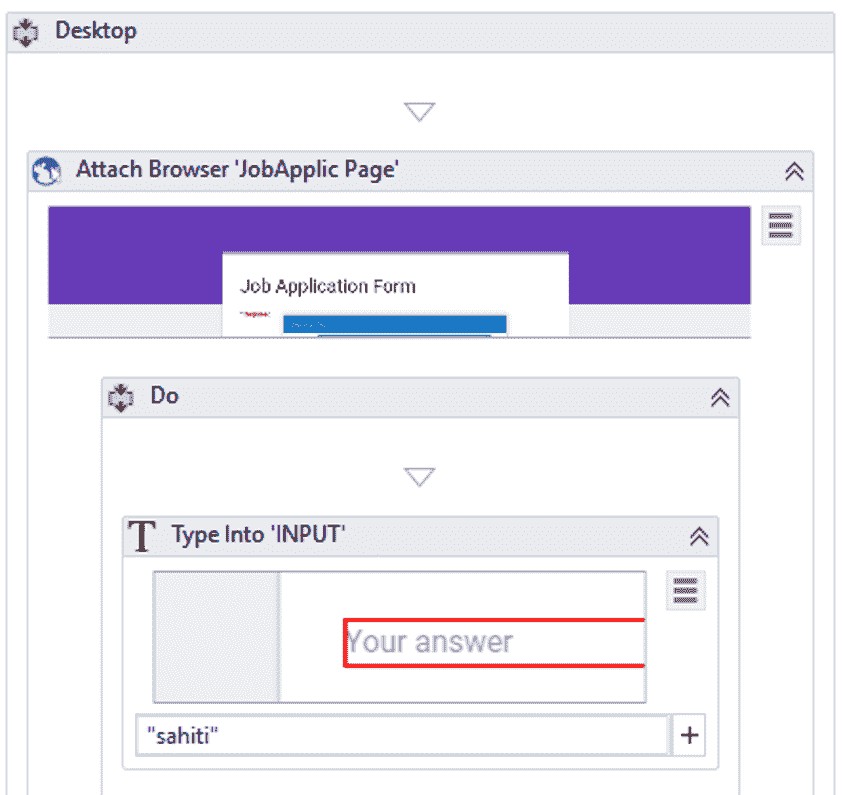 Desktop
Attach Browser 'JobApplic Page'
Job Application Form
Do
T Type Into 'INPUT'
Your answer
"sahiti"
+